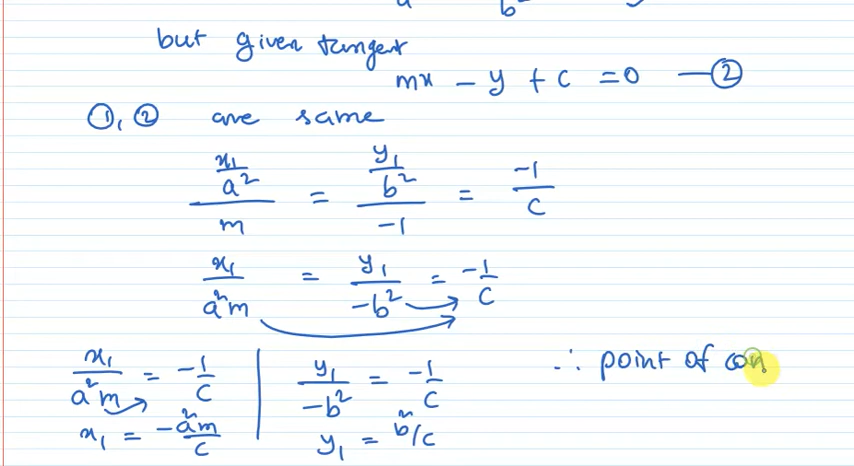 a b²
but given tangent
mx - y + c = 0 —②
①, ② are same
(x₁/a²)/m = (y₁/b²)/-1 = -1/c
x₁/a²m = y₁/-b² = -1/c
x₁/a²m = -1/c | y₁/-b² = -1/c ∴ point of con
x₁ = -a²m/c | y₁ = b²/c